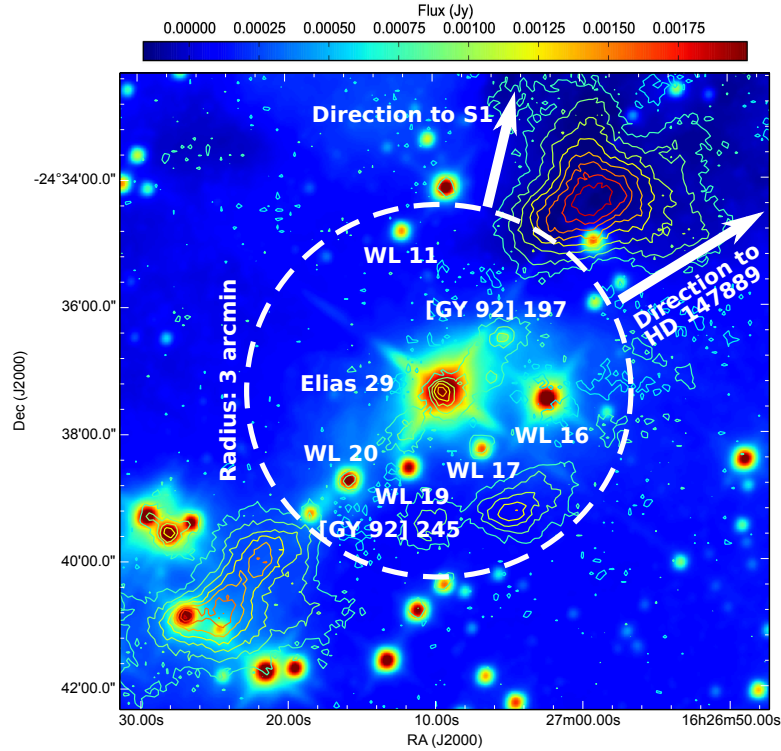 Flux (Jy)
0.00000 0.00025 0.00050 0.00075 0.00100 0.00125 0.00150 0.00175
Direction to S1
-24°34'00.0"
WL 11
Direction to
HD 147889
36'00.0"
[GY 92] 197
Radius: 3 arcmin
Dec (J2000)
Elias 29
WL 16
38'00.0"
WL 20
WL 17
WL 19
[GY 92] 245
40'00.0"
42'00.0"
30.00s 20.00s 10.00s 27m00.00s 16h26m50.00s
RA (J2000)